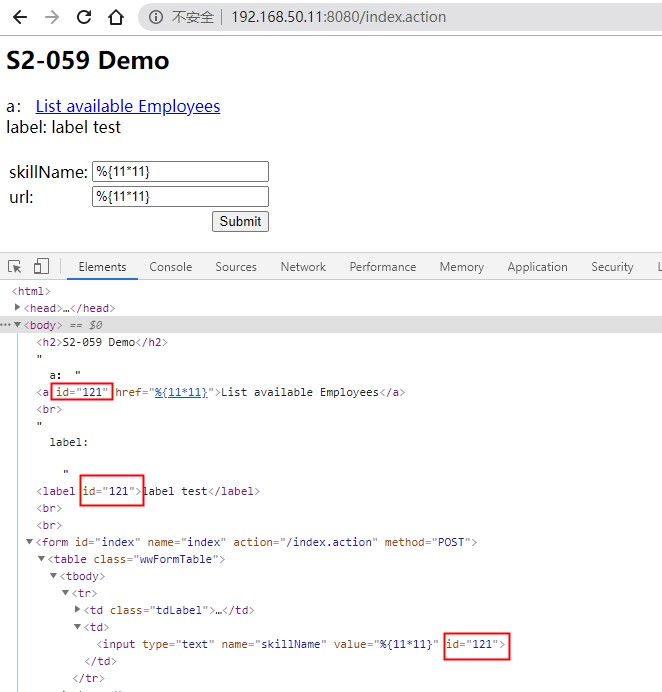 不安全 | 192.168.50.11:8080/index.action
S2-059 Demo
a: List available Employees
label: label test
skillName: %{11*11}
url: %{11*11}
Submit
Elements Console Sources Network Performance Memory Application Security L
<html>
<head>…</head>
<body> == $0
<h2>S2-059 Demo</h2>
"
a: "
<a id="121" href="%{11*11}">List available Employees</a>
<br>
"
label:
"
<label id="121">label test</label>
<br>
<br>
<form id="index" name="index" action="/index.action" method="POST">
<table class="wwFormTable">
<tbody>
<tr>
<td class="tdLabel">…</td>
<td>
<input type="text" name="skillName" value="%{11*11}" id="121">
</td>
</tr>